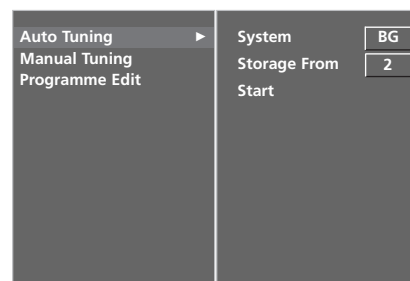 Auto Tuning ►
Manual Tuning
Programme Edit
System BG
Storage From 2
Start